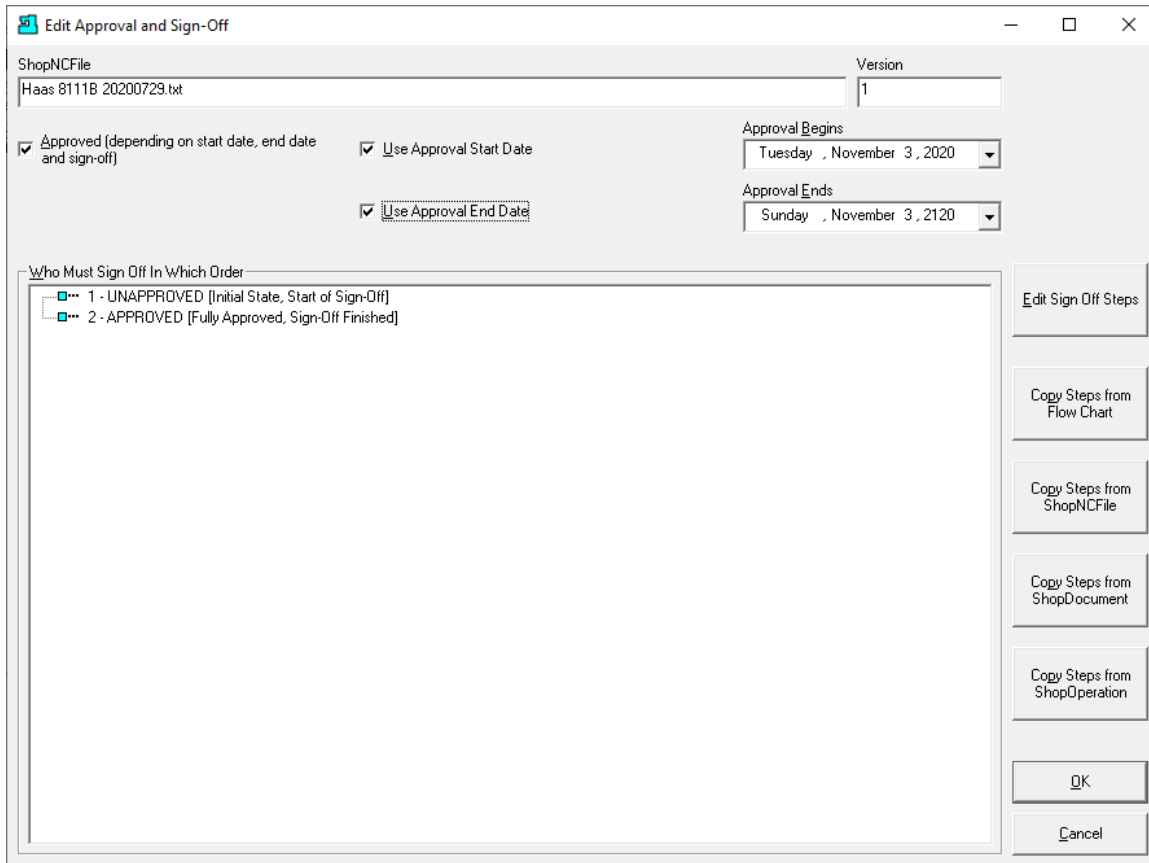 Edit Approval and Sign-Off
ShopNCFile
Version
Haas 8111B 20200729.txt
1
Approved (depending on start date, end date
and sign-off)
Use Approval Start Date
Approval Begins
Tuesday , November 3 , 2020
Use Approval End Date
Approval Ends
Sunday , November 3 , 2120
Who Must Sign Off In Which Order
1 - UNAPPROVED [Initial State, Start of Sign-Off]
2 - APPROVED [Fully Approved, Sign-Off Finished]
Edit Sign Off Steps
Copy Steps from
Flow Chart
Copy Steps from
ShopNCFile
Copy Steps from
ShopDocument
Copy Steps from
ShopOperation
OK
Cancel